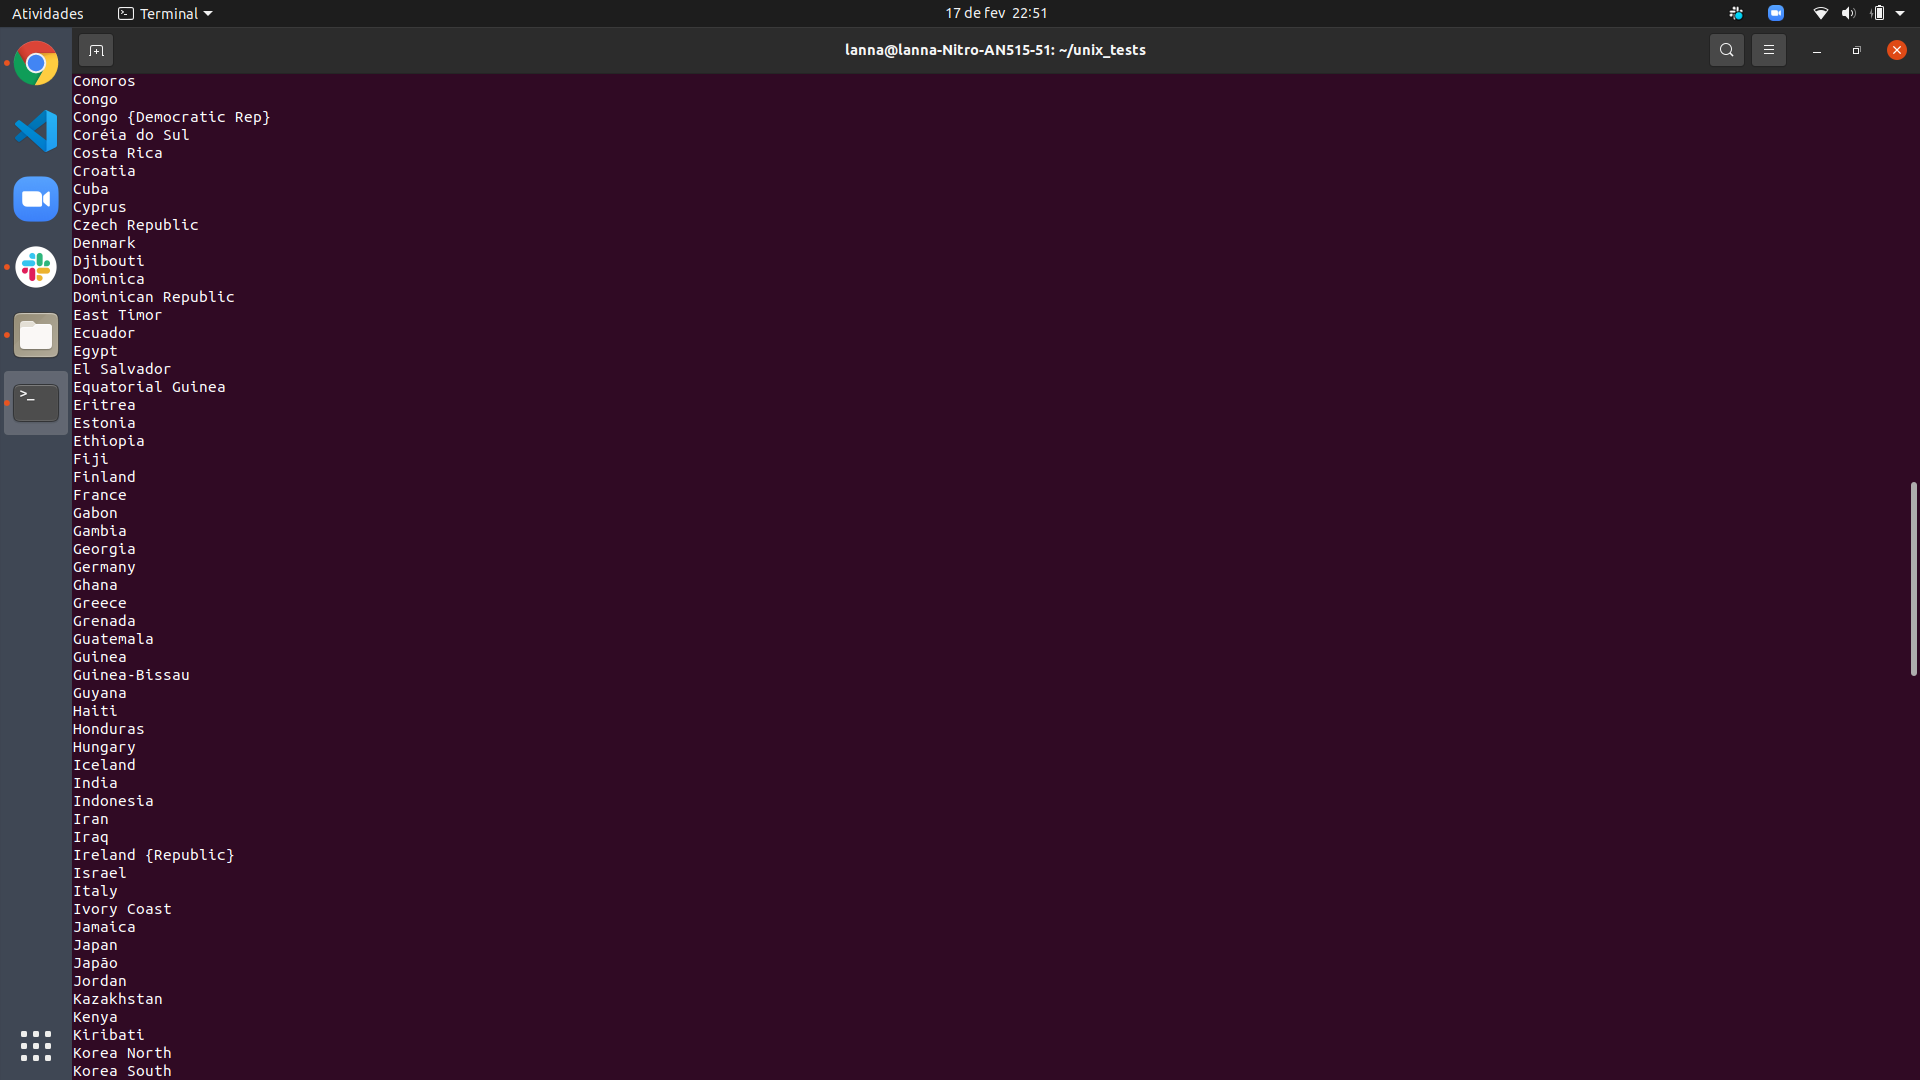 Atividades
Terminal
17 de fev 22:51
lanna@lanna-Nitro-AN515-51: ~/unix_tests
>_
Comoros
Congo
Congo {Democratic Rep}
Coréia do Sul
Costa Rica
Croatia
Cuba
Cyprus
Czech Republic
Denmark
Djibouti
Dominica
Dominican Republic
East Timor
Ecuador
Egypt
El Salvador
Equatorial Guinea
Eritrea
Estonia
Ethiopia
Fiji
Finland
France
Gabon
Gambia
Georgia
Germany
Ghana
Greece
Grenada
Guatemala
Guinea
Guinea-Bissau
Guyana
Haiti
Honduras
Hungary
Iceland
India
Indonesia
Iran
Iraq
Ireland {Republic}
Israel
Italy
Ivory Coast
Jamaica
Japan
Japão
Jordan
Kazakhstan
Kenya
Kiribati
Korea North
Korea South